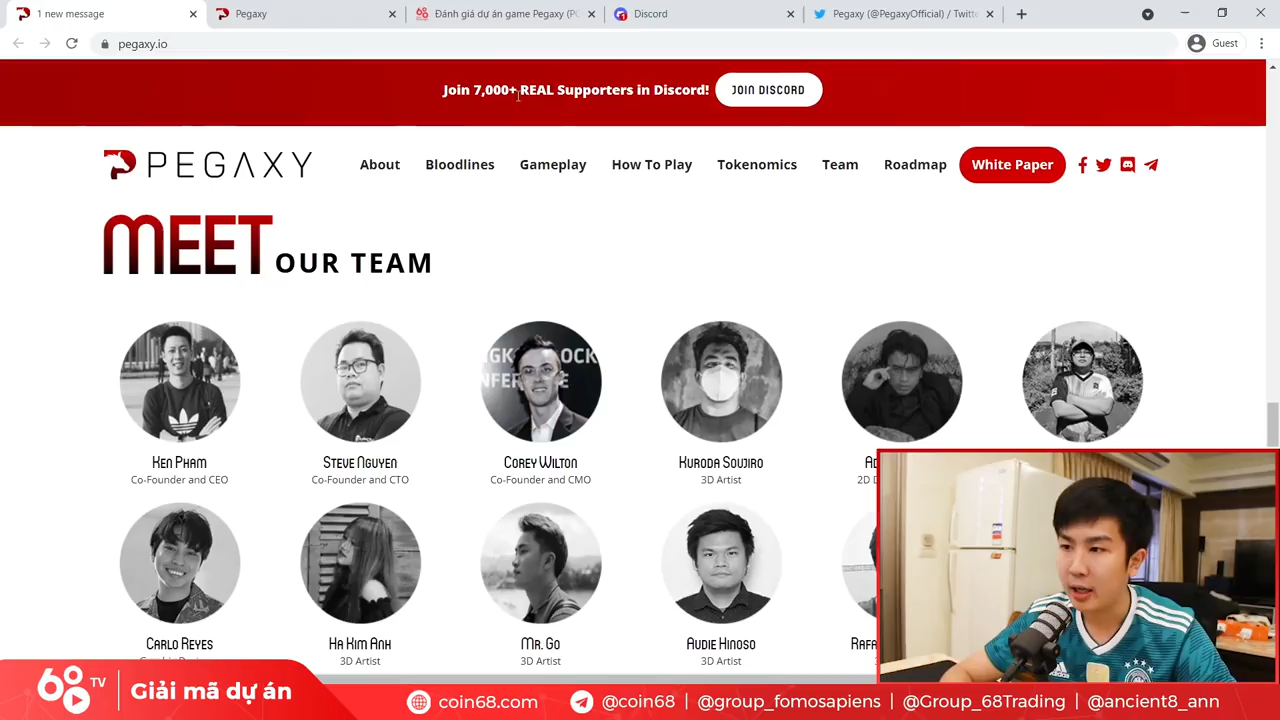 1 new message
Pegaxy
Đánh giá dự án game Pegaxy (P
Discord
Pegaxy (@PegaxyOfficial) / Twitt
pegaxy.io
Guest
Join 7,000+ REAL Supporters in Discord!
JOIN DISCORD
PEGAXY
About
Bloodlines
Gameplay
How To Play
Tokenomics
Team
Roadmap
White Paper
MEET OUR TEAM
Ken Pham
Steve Nguyen
Corey Wilton
Kuroda Soujiro
Co-Founder and CEO
Co-Founder and CTO
Co-Founder and CMO
3D Artist
2D D
Carlo Reyes
Ha Kim Anh
Mr. Go
Audie Hinoso
Rafa
3D Artist
3D Artist
3D Artist
3D
68 TV
Giải mã dự án
coin68.com
@coin68
@group_fomosapiens
@Group_68Trading
@ancient8_ann